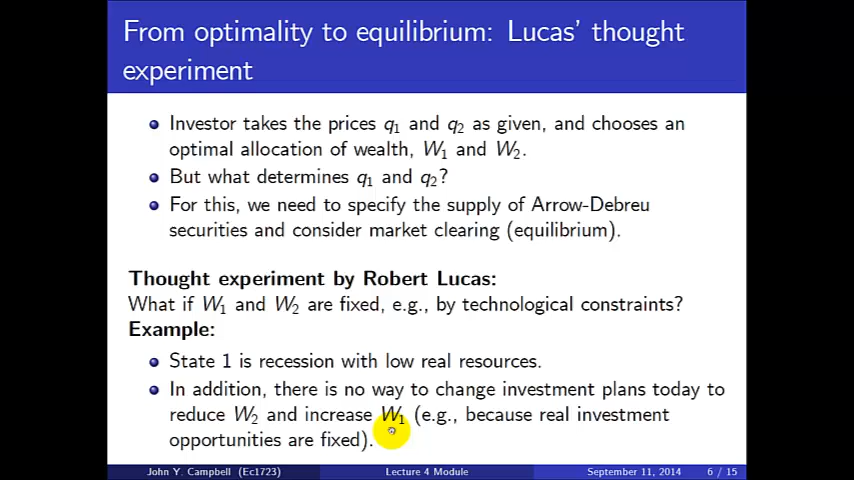 From optimality to equilibrium: Lucas' thought
experiment
Investor takes the prices q1 and q2 as given, and chooses an
optimal allocation of wealth, W1 and W2.
But what determines q1 and q2?
For this, we need to specify the supply of Arrow-Debreu
securities and consider market clearing (equilibrium).
Thought experiment by Robert Lucas:
What if W1 and W2 are fixed, e.g., by technological constraints?
Example:
State 1 is recession with low real resources.
In addition, there is no way to change investment plans today to
reduce W2 and increase W1 (e.g., because real investment
opportunities are fixed).
John Y. Campbell (Ec1723) Lecture 4 Module September 11, 2014 6 / 15